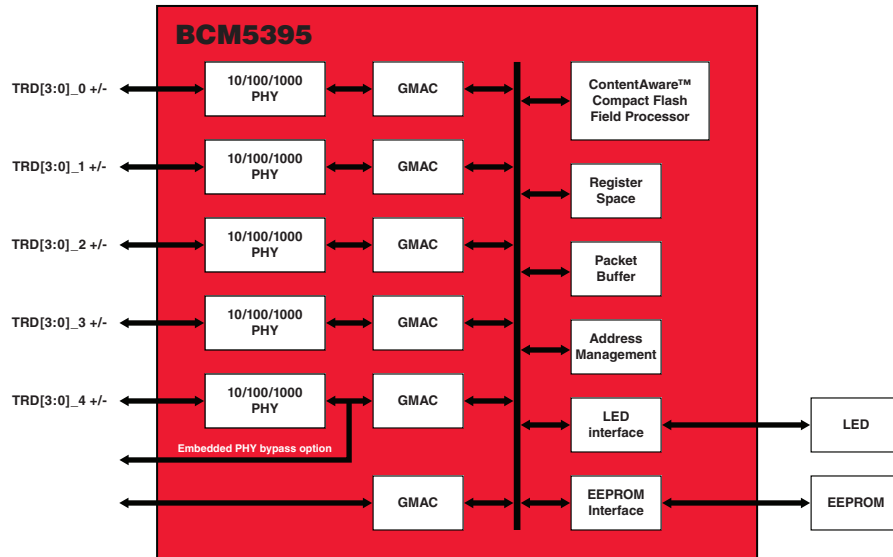 BCM5395
TRD[3:0]_0 +/-
10/100/1000
PHY
GMAC
ContentAware™
Compact Flash
Field Processor
TRD[3:0]_1 +/-
10/100/1000
PHY
GMAC
Register
Space
TRD[3:0]_2 +/-
10/100/1000
PHY
GMAC
Packet
Buffer
TRD[3:0]_3 +/-
10/100/1000
PHY
GMAC
Address
Management
TRD[3:0]_4 +/-
10/100/1000
PHY
GMAC
LED
interface
LED
Embedded PHY bypass option
GMAC
EEPROM
Interface
EEPROM